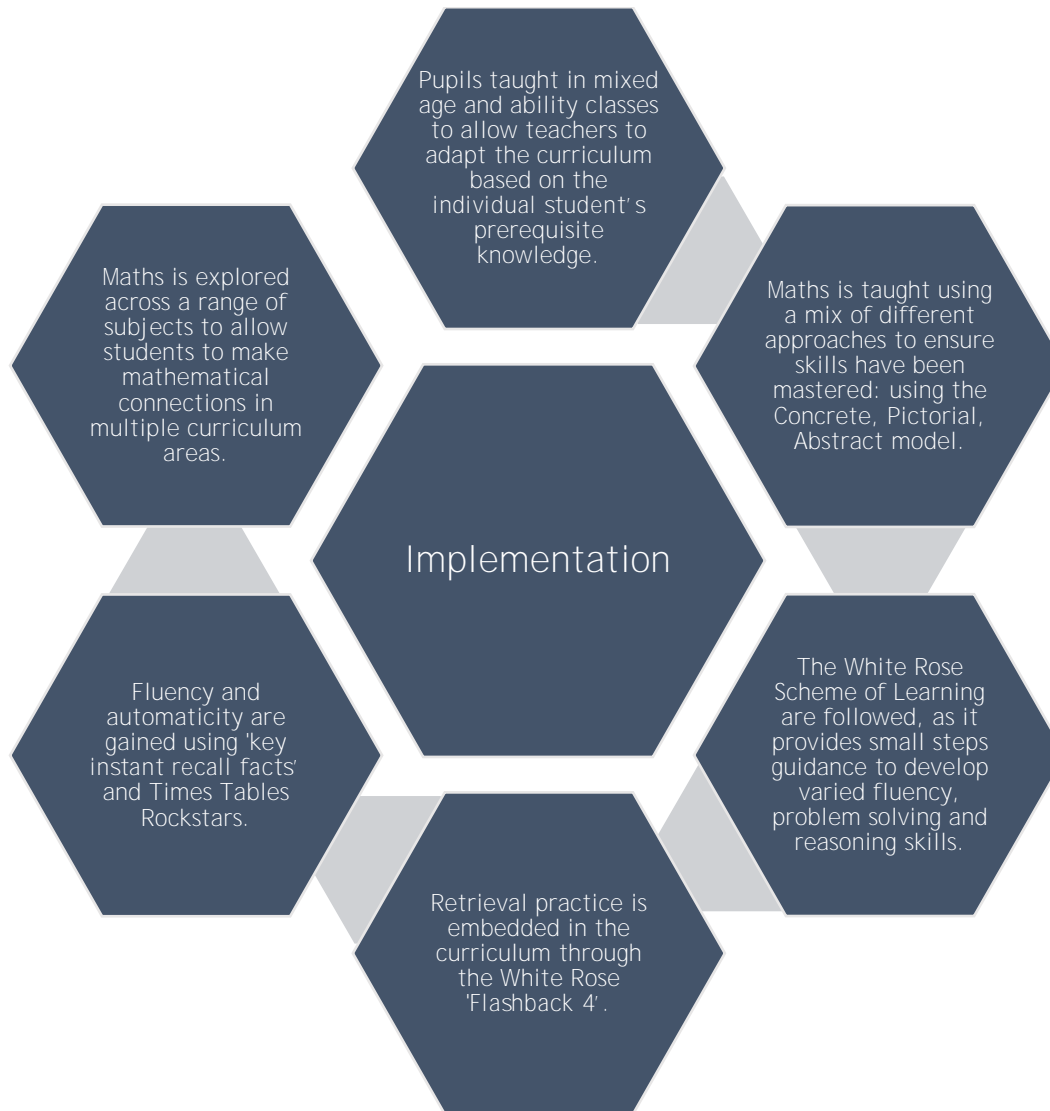 Pupils taught in mixed
age and ability classes
to allow teachers to
adapt the curriculum
based on the
individual student's
prerequisite
knowledge.
Maths is taught using
a mix of different
approaches to ensure
skills have been
mastered: using the
Concrete, Pictorial,
Abstract model.
The White Rose
Scheme of Learning
are followed, as it
provides small steps
guidance to develop
varied fluency,
problem solving and
reasoning skills.
Retrieval practice is
embedded in the
curriculum through
the White Rose
'Flashback 4'.
Fluency and
automaticity are
gained using 'key
instant recall facts'
and Times Tables
Rockstars.
Maths is explored
across a range of
subjects to allow
students to make
mathematical
connections in
multiple curriculum
areas.
Implementation